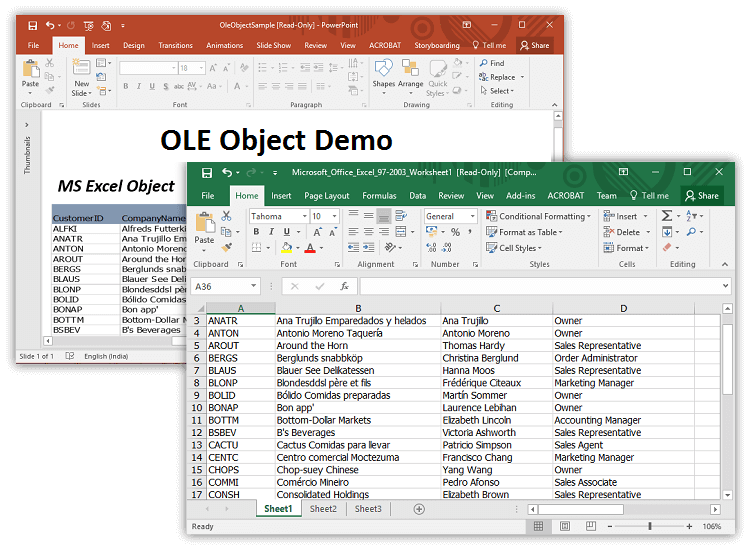 OleObjectSample [Read-Only] - PowerPoint
File Home Insert Design Transitions Animations Slide Show Review View ACROBAT Storyboarding Tell me Share
Paste New Slide 18 Shapes Arrange Quick Styles Find Replace Select
Clipboard Slides Font Paragraph Drawing Editing
Thumbnails
OLE Object Demo
MS Excel Object
CustomerID CompanyName
ALFKI Alfreds Futterki
ANATR Ana Trujillo Emp
ANTON Antonio Moreno
AROUT Around the Horn
BERGS Berglunds snabb
BLAUS Blauer See Delik
BLONP Blondesddsl père
BOLID Bólido Comidas
BONAP Bon app'
BOTTM Bottom-Dollar M
BSBEV B's Beverages
Slide 1 of 1 English (India)
Microsoft_Office_Excel_97-2003_Worksheet1 [Read-Only] [Comp...
File Home Insert Page Layout Formulas Data Review View Add-ins ACROBAT Team Tell me Share
Paste Tahoma 10 General Conditional Formatting Insert
B I U Format as Table Delete
Cell Styles Format
Clipboard Font Alignment Number Styles Cells Editing
A36 fx
A B C D
3 ANATR Ana Trujillo Emparedados y helados Ana Trujillo Owner
4 ANTON Antonio Moreno Taquería Antonio Moreno Owner
5 AROUT Around the Horn Thomas Hardy Sales Representative
6 BERGS Berglunds snabbköp Christina Berglund Order Administrator
7 BLAUS Blauer See Delikatessen Hanna Moos Sales Representative
8 BLONP Blondesddsl père et fils Frédérique Citeaux Marketing Manager
9 BOLID Bólido Comidas preparadas Martín Sommer Owner
10 BONAP Bon app' Laurence Lebihan Owner
11 BOTTM Bottom-Dollar Markets Elizabeth Lincoln Accounting Manager
12 BSBEV B's Beverages Victoria Ashworth Sales Representative
13 CACTU Cactus Comidas para llevar Patricio Simpson Sales Agent
14 CENTC Centro comercial Moctezuma Francisco Chang Marketing Manager
15 CHOPS Chop-suey Chinese Yang Wang Owner
16 COMMI Comércio Mineiro Pedro Afonso Sales Associate
17 CONSH Consolidated Holdings Elizabeth Brown Sales Representative
Sheet1 Sheet2 Sheet3
Ready 106%